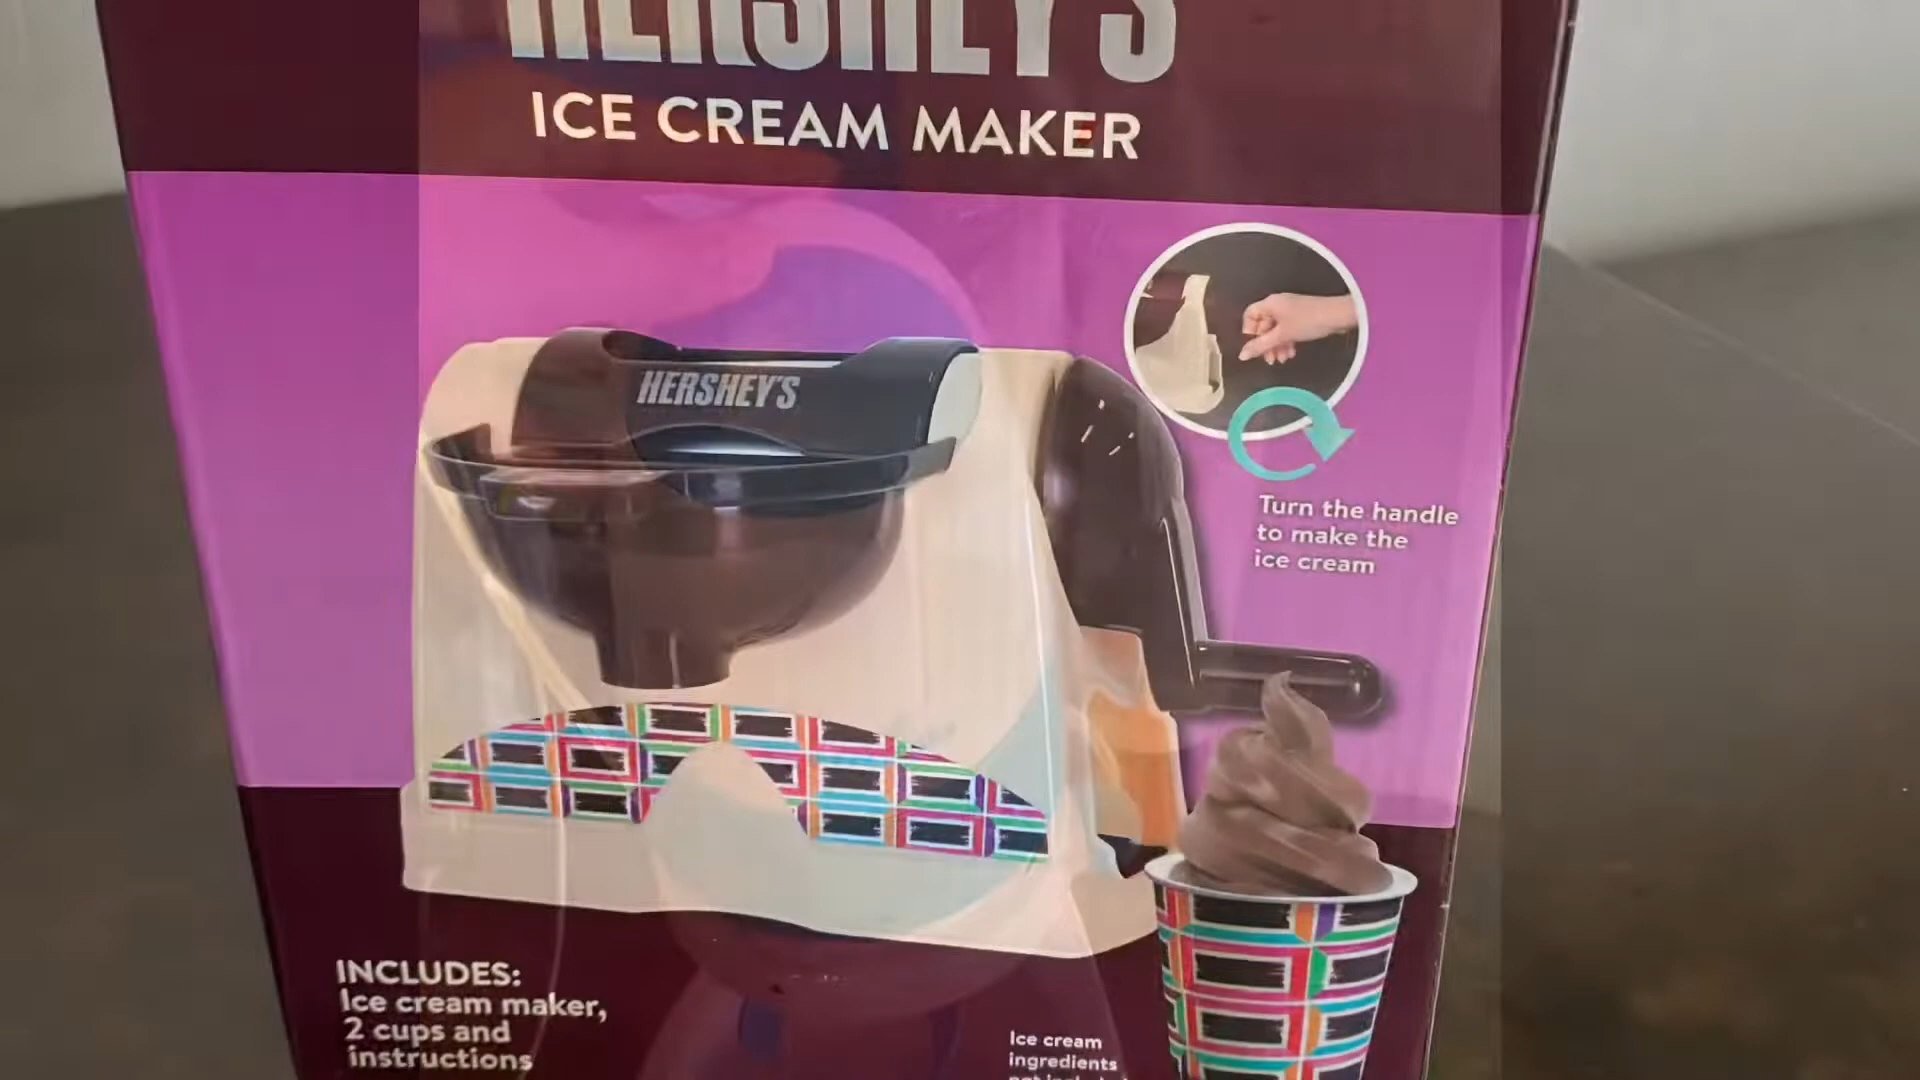 HERSHEY'S
ICE CREAM MAKER
HERSHEY'S
Turn the handle
to make the
ice cream
INCLUDES:
Ice cream maker,
2 cups and
instructions
Ice cream
ingredients